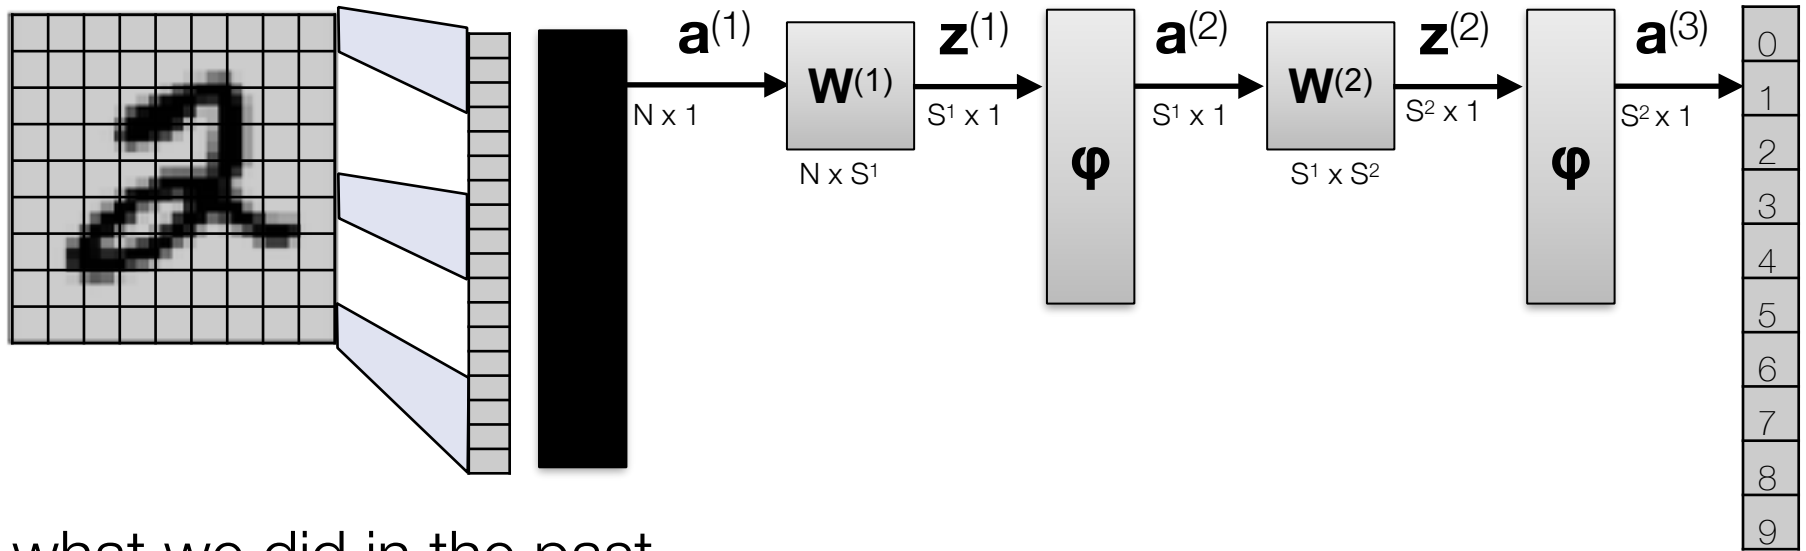 a(1) z(1) a(2) z(2) a(3)
W(1) W(2)
N x 1 S1 x 1 S1 x 1 S2 x 1 S2 x 1
φ φ
N x S1 S1 x S2
0
1
2
3
4
5
6
7
8
9
what we did in the past